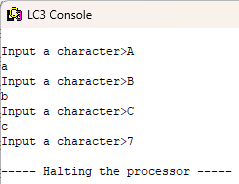 LC3 Console
Input a character>A
a
Input a character>B
b
Input a character>C
c
Input a character>7
----- Halting the processor -----